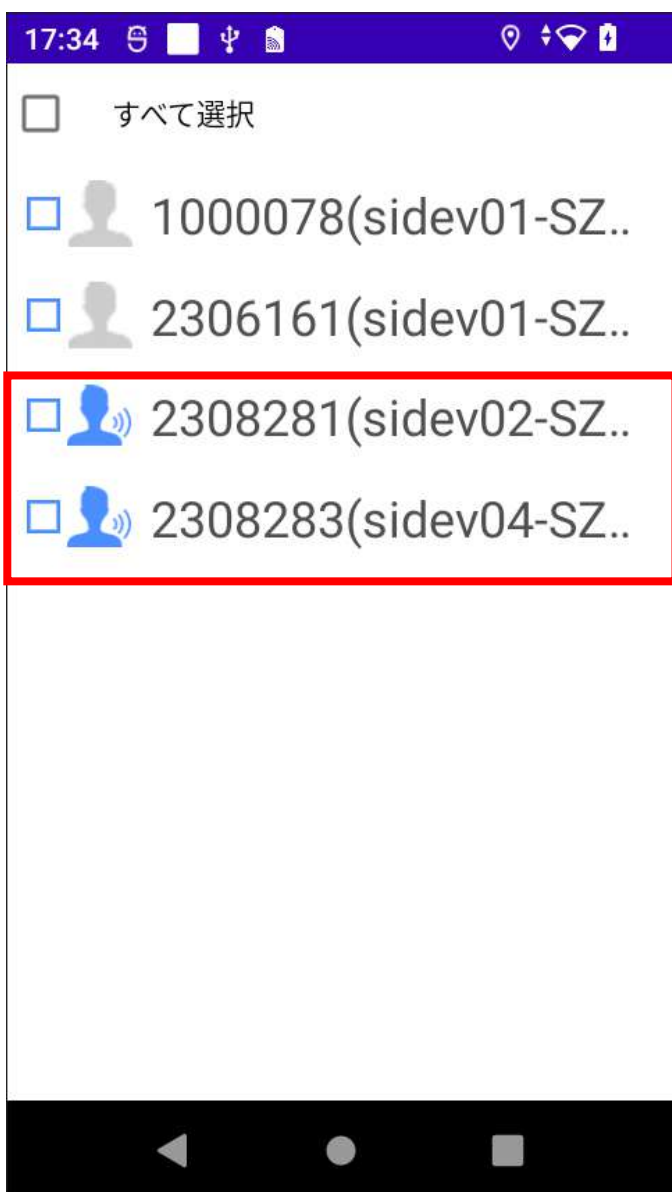 17:34
すべて選択
1000078(sidev01-SZ..
2306161(sidev01-SZ..
2308281(sidev02-SZ..
2308283(sidev04-SZ..